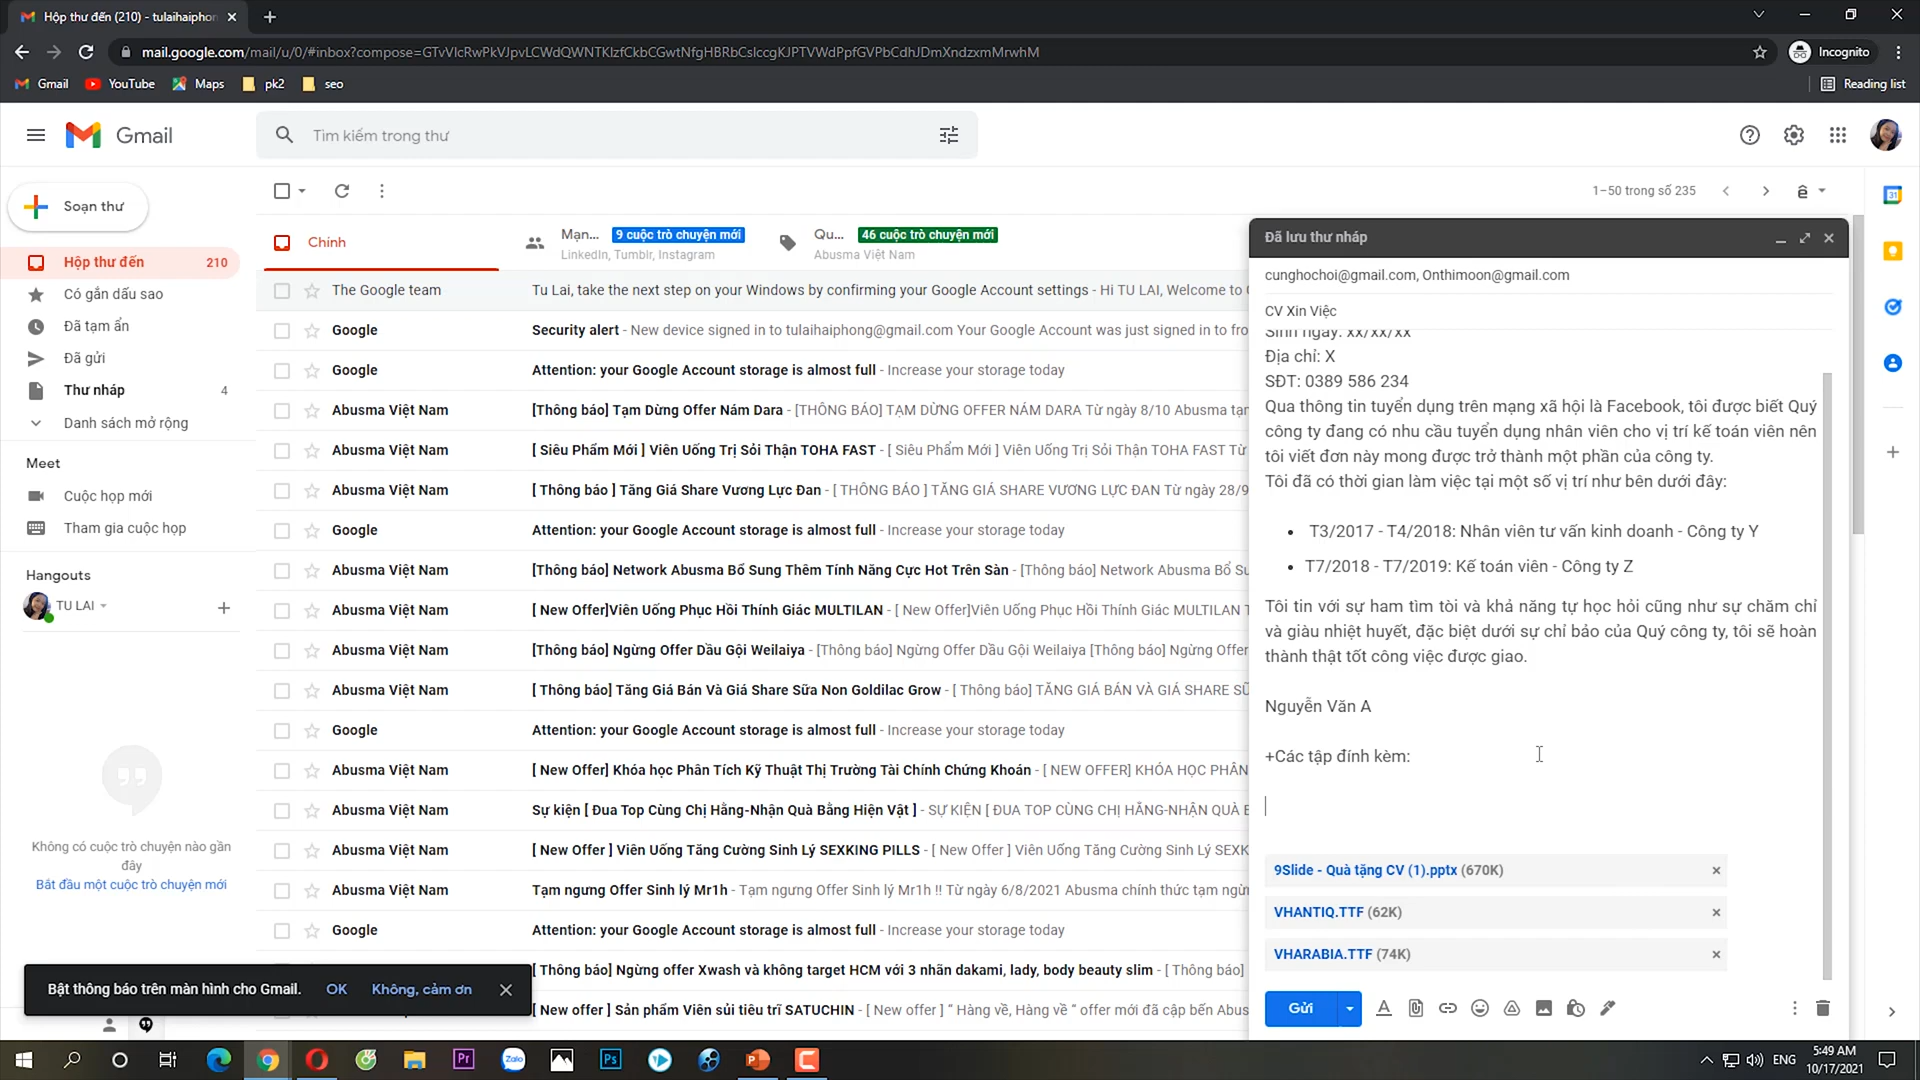 Hộp thư đến (210) - tulaihaiphon
mail.google.com/mail/u/0/#inbox?compose=GTvVlcRwPkVJpvLCWdQWNTKlzfCkbCGwtNfgHBRbCslccgKJPTVWdPpfGVPbCdhJDmXndzxmMrwhM
Incognito
Gmail
YouTube
Maps
pk2
seo
Reading list
Gmail
Tìm kiếm trong thư
Soạn thư
1–50 trong số 235
ê
Hộp thư đến 210
Có gắn dấu sao
Đã tạm ẩn
Đã gửi
Thư nháp 4
Danh sách mở rộng
Meet
Cuộc họp mới
Tham gia cuộc họp
Hangouts
TU LAI
Không có cuộc trò chuyện nào gần
đây
Bắt đầu một cuộc trò chuyện mới
Chính
Mạn... 9 cuộc trò chuyện mới
LinkedIn, Tumblr, Instagram
Qu... 46 cuộc trò chuyện mới
Abusma Việt Nam
The Google team Tu Lai, take the next step on your Windows by confirming your Google Account settings - Hi TU LAI, Welcome to
Google Security alert - New device signed in to tulaihaiphong@gmail.com Your Google Account was just signed in to fro
Google Attention: your Google Account storage is almost full - Increase your storage today
Abusma Việt Nam [Thông báo] Tạm Dừng Offer Nám Dara - [THÔNG BÁO] TẠM DỪNG OFFER NÁM DARA Từ ngày 8/10 Abusma tạm
Abusma Việt Nam [ Siêu Phẩm Mới ] Viên Uống Trị Sỏi Thận TOHA FAST - [ Siêu Phẩm Mới ] Viên Uống Trị Sỏi Thận TOHA FAST Từ
Abusma Việt Nam [ Thông báo ] Tăng Giá Share Vương Lực Đan - [ THÔNG BÁO ] TĂNG GIÁ SHARE VƯƠNG LỰC ĐAN Từ ngày 28/9
Google Attention: your Google Account storage is almost full - Increase your storage today
Abusma Việt Nam [Thông báo] Network Abusma Bổ Sung Thêm Tính Năng Cực Hot Trên Sàn - [Thông báo] Network Abusma Bổ Su
Abusma Việt Nam [ New Offer]Viên Uống Phục Hồi Thính Giác MULTILAN - [ New Offer]Viên Uống Phục Hồi Thính Giác MULTILAN T
Abusma Việt Nam [Thông báo] Ngừng Offer Dầu Gội Weilaiya - [Thông báo] Ngừng Offer Dầu Gội Weilaiya [Thông báo] Ngừng Offer
Abusma Việt Nam [ Thông báo] Tăng Giá Bán Và Giá Share Sữa Non Goldilac Grow - [ Thông báo] TĂNG GIÁ BÁN VÀ GIÁ SHARE SỮ
Google Attention: your Google Account storage is almost full - Increase your storage today
Abusma Việt Nam [ New Offer] Khóa học Phân Tích Kỹ Thuật Thị Trường Tài Chính Chứng Khoán - [ NEW OFFER] KHÓA HỌC PHÂN
Abusma Việt Nam Sự kiện [ Đua Top Cùng Chị Hằng-Nhận Quà Bằng Hiện Vật ] - SỰ KIỆN [ ĐUA TOP CÙNG CHỊ HẰNG-NHẬN QUÀ B
Abusma Việt Nam [ New Offer ] Viên Uống Tăng Cường Sinh Lý SEXKING PILLS - [ New Offer ] Viên Uống Tăng Cường Sinh Lý SEXK
Abusma Việt Nam Tạm ngưng Offer Sinh lý Mr1h - Tạm ngưng Offer Sinh lý Mr1h !! Từ ngày 6/8/2021 Abusma chính thức tạm ngừ
Google Attention: your Google Account storage is almost full - Increase your storage today
[ Thông báo] Ngừng offer Xwash và không target HCM với 3 nhãn dakami, lady, body beauty slim - [ Thông báo]
[ New offer ] Sản phẩm Viên sủi tiêu trĩ SATUCHIN - [ New offer ] “ Hàng về, Hàng về “ offer mới đã cập bến Abus
Bật thông báo trên màn hình cho Gmail. OK Không, cảm ơn
Đã lưu thư nháp
cunghochoi@gmail.com, Onthimoon@gmail.com
CV Xin Việc
Sinh ngày: xx/xx/xx
Địa chỉ: X
SĐT: 0389 586 234
Qua thông tin tuyển dụng trên mạng xã hội là Facebook, tôi được biết Quý
công ty đang có nhu cầu tuyển dụng nhân viên cho vị trí kế toán viên nên
tôi viết đơn này mong được trở thành một phần của công ty.
Tôi đã có thời gian làm việc tại một số vị trí như bên dưới đây:
• T3/2017 - T4/2018: Nhân viên tư vấn kinh doanh - Công ty Y
• T7/2018 - T7/2019: Kế toán viên - Công ty Z
Tôi tin với sự ham tìm tòi và khả năng tự học hỏi cũng như sự chăm chỉ
và giàu nhiệt huyết, đặc biệt dưới sự chỉ bảo của Quý công ty, tôi sẽ hoàn
thành thật tốt công việc được giao.
Nguyễn Văn A
+Các tập đính kèm:
9Slide - Quà tặng CV (1).pptx (670K)
VHANTIQ.TTF (62K)
VHARABIA.TTF (74K)
Gửi
31
Pr
Zalo
Ps
ENG
5:49 AM
10/17/2021